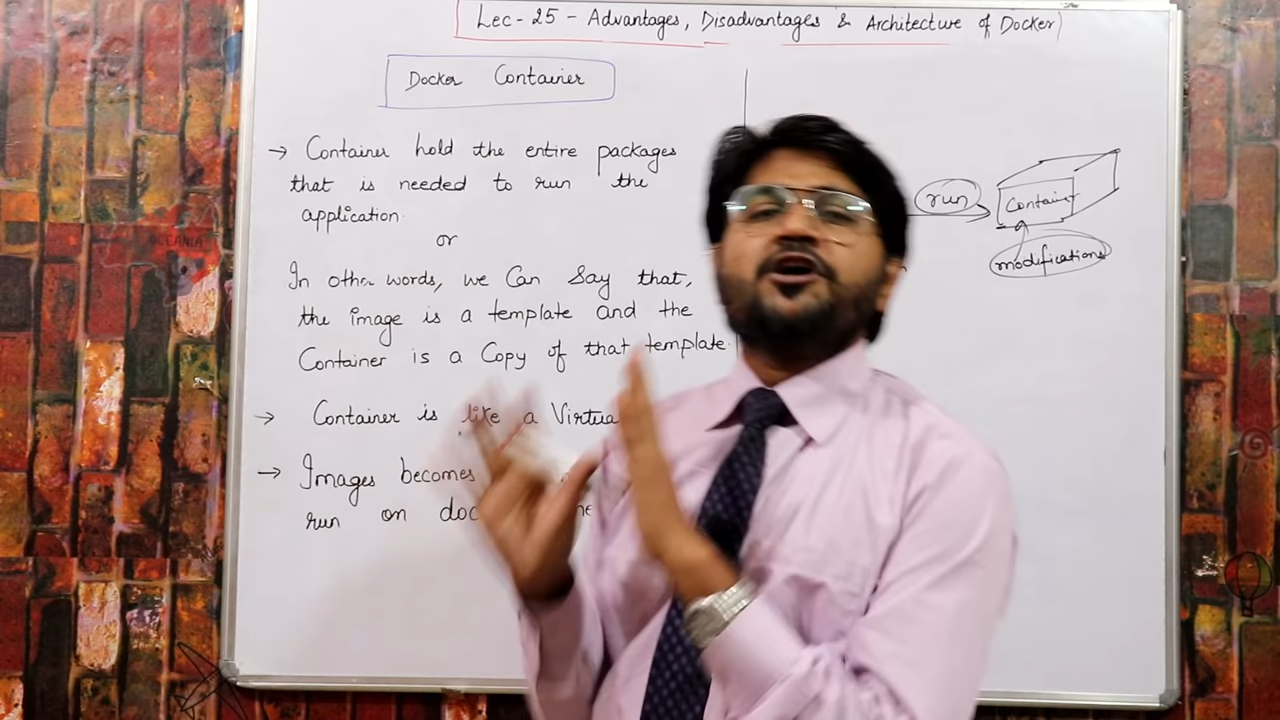 Lec-25 - Advantages, Disadvantages & Architecture of Docker
Docker Container
→ Container hold the entire packages
that is needed to run the
application.
or
In other words, we Can Say that,
the image is a template and the
Container is a Copy of that template.
→ Container is like a
→ Images becomes
run on
run
Container
modifications
OCEANIA